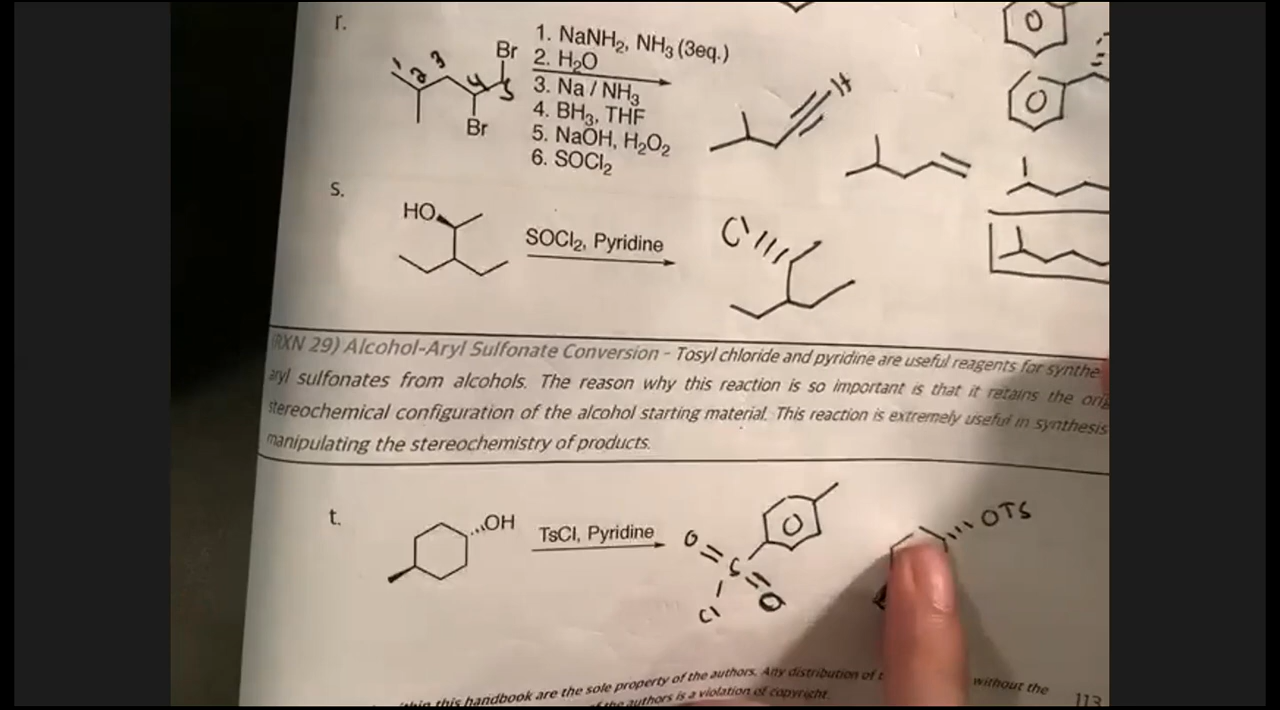 r.
1. NaNH₂, NH₃ (3eq.)
Br 2. H₂O
1 2 3 4 5
3. Na / NH₃
4. BH₃, THF
Br 5. NaOH, H₂O₂
6. SOCl₂
H
s.
HO
SOCl₂, Pyridine
Cl
RXN 29) Alcohol-Aryl Sulfonate Conversion - Tosyl chloride and pyridine are useful reagents for synthe
aryl sulfonates from alcohols. The reason why this reaction is so important is that it retains the orig
stereochemical configuration of the alcohol starting material. This reaction is extremely useful in synthesis
manipulating the stereochemistry of products.
t.
OH
TsCl, Pyridine
O
S
O
Cl
OTS
this handbook are the sole property of the authors. Any distribution of without the
the authors is a violation of copyright.
113